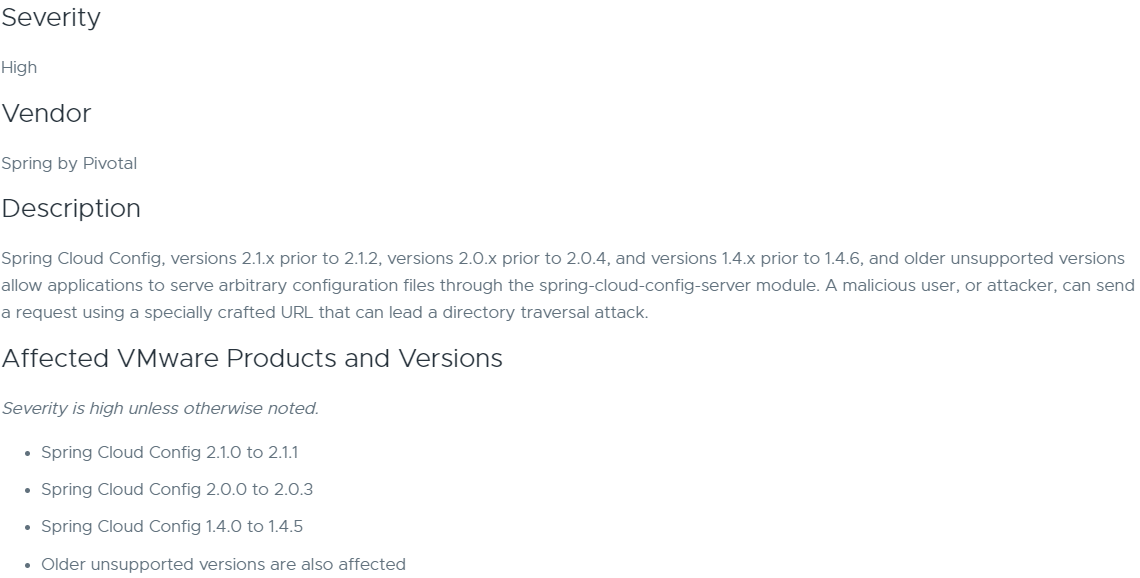 Severity
High
Vendor
Spring by Pivotal
Description
Spring Cloud Config, versions 2.1.x prior to 2.1.2, versions 2.0.x prior to 2.0.4, and versions 1.4.x prior to 1.4.6, and older unsupported versions
allow applications to serve arbitrary configuration files through the spring-cloud-config-server module. A malicious user, or attacker, can send
a request using a specially crafted URL that can lead a directory traversal attack.
Affected VMware Products and Versions
Severity is high unless otherwise noted.
• Spring Cloud Config 2.1.0 to 2.1.1
• Spring Cloud Config 2.0.0 to 2.0.3
• Spring Cloud Config 1.4.0 to 1.4.5
• Older unsupported versions are also affected